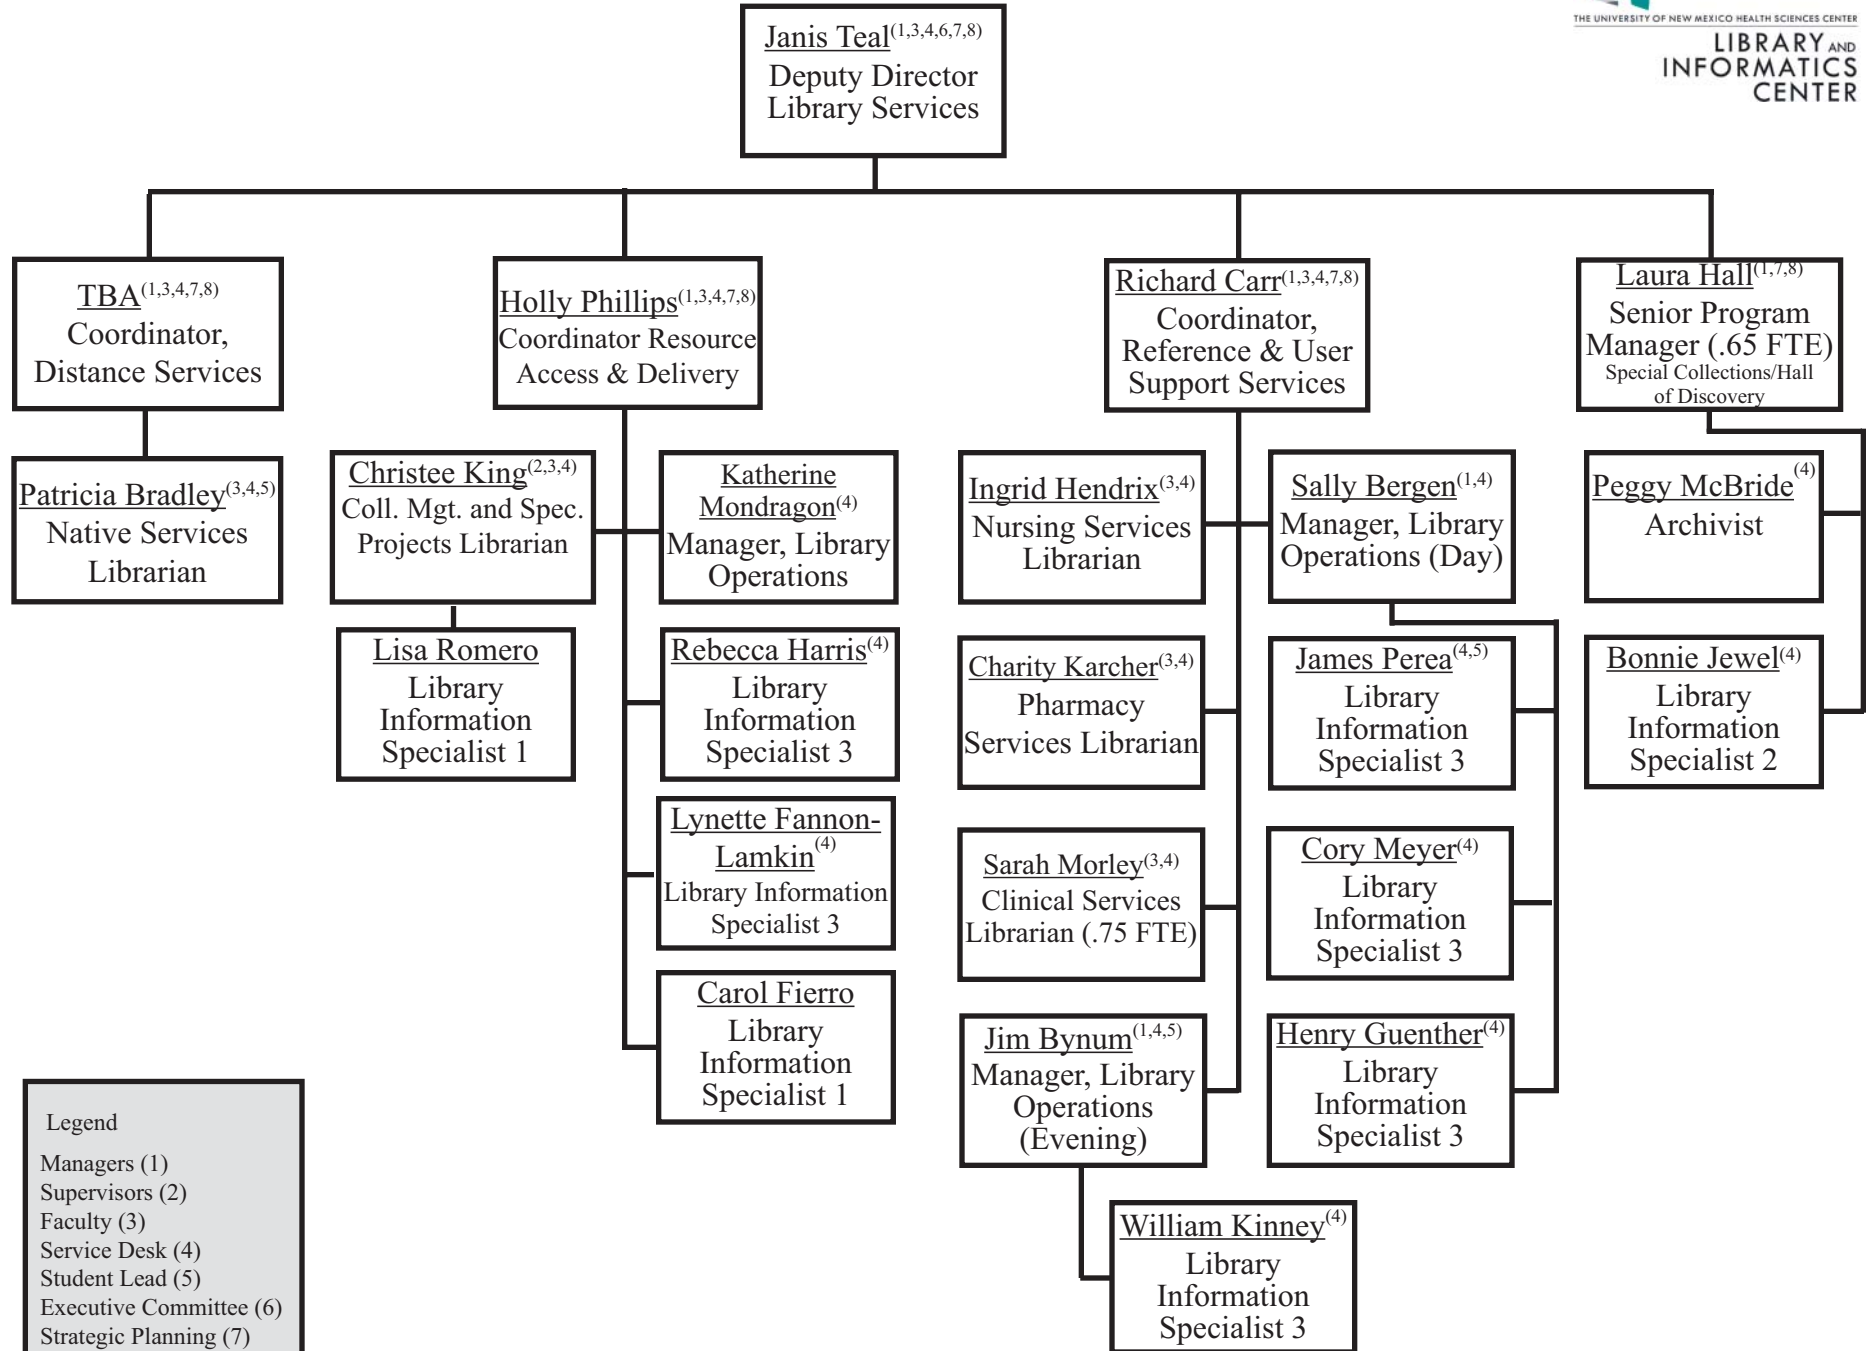 THE UNIVERSITY OF NEW MEXICO HEALTH SCIENCES CENTER
LIBRARY AND
INFORMATICS
CENTER
Janis Teal(1,3,4,6,7,8)
Deputy Director
Library Services
TBA(1,3,4,7,8)
Coordinator,
Distance Services
Holly Phillips(1,3,4,7,8)
Coordinator Resource
Access & Delivery
Richard Carr(1,3,4,7,8)
Coordinator,
Reference & User
Support Services
Laura Hall(1,7,8)
Senior Program
Manager (.65 FTE)
Special Collections/Hall
of Discovery
Patricia Bradley(3,4,5)
Native Services
Librarian
Christee King(2,3,4)
Coll. Mgt. and Spec.
Projects Librarian
Katherine
Mondragon(4)
Manager, Library
Operations
Ingrid Hendrix(3,4)
Nursing Services
Librarian
Sally Bergen(1,4)
Manager, Library
Operations (Day)
Peggy McBride(4)
Archivist
Lisa Romero
Library
Information
Specialist 1
Rebecca Harris(4)
Library
Information
Specialist 3
Charity Karcher(3,4)
Pharmacy
Services Librarian
James Perea(4,5)
Library
Information
Specialist 3
Bonnie Jewel(4)
Library
Information
Specialist 2
Lynette Fannon-
Lamkin(4)
Library Information
Specialist 3
Sarah Morley(3,4)
Clinical Services
Librarian (.75 FTE)
Cory Meyer(4)
Library
Information
Specialist 3
Carol Fierro
Library
Information
Specialist 1
Jim Bynum(1,4,5)
Manager, Library
Operations
(Evening)
Henry Guenther(4)
Library
Information
Specialist 3
William Kinney(4)
Library
Information
Specialist 3
Legend
Managers (1)
Supervisors (2)
Faculty (3)
Service Desk (4)
Student Lead (5)
Executive Committee (6)
Strategic Planning (7)